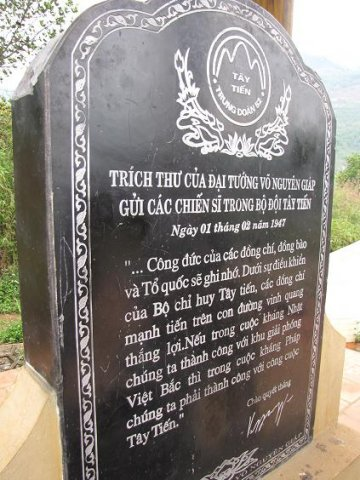 TÂY
TIẾN
TRUNG ĐOÀN 52
TRÍCH THƯ CỦA ĐẠI TƯỚNG VÕ NGUYÊN GIÁP
GỬI CÁC CHIẾN SĨ TRONG BỘ ĐỘI TÂY TIẾN
Ngày 01 tháng 02 năm 1947
"... Công đức của các đồng chí, đồng bào
và Tổ quốc sẽ ghi nhớ. Dưới sự điều khiển
của Bộ chỉ huy Tây tiến, các đồng chí
mạnh tiến trên con đường vinh quang
thắng lợi.Nếu trong cuộc kháng Nhật
chúng ta thành công với khu giải phóng
Việt Bắc thì trong cuộc kháng Pháp
chúng ta phải thành công với công cuộc
Tây Tiến."
Chào quyết thắng
VÕ NGUYÊN GIÁP